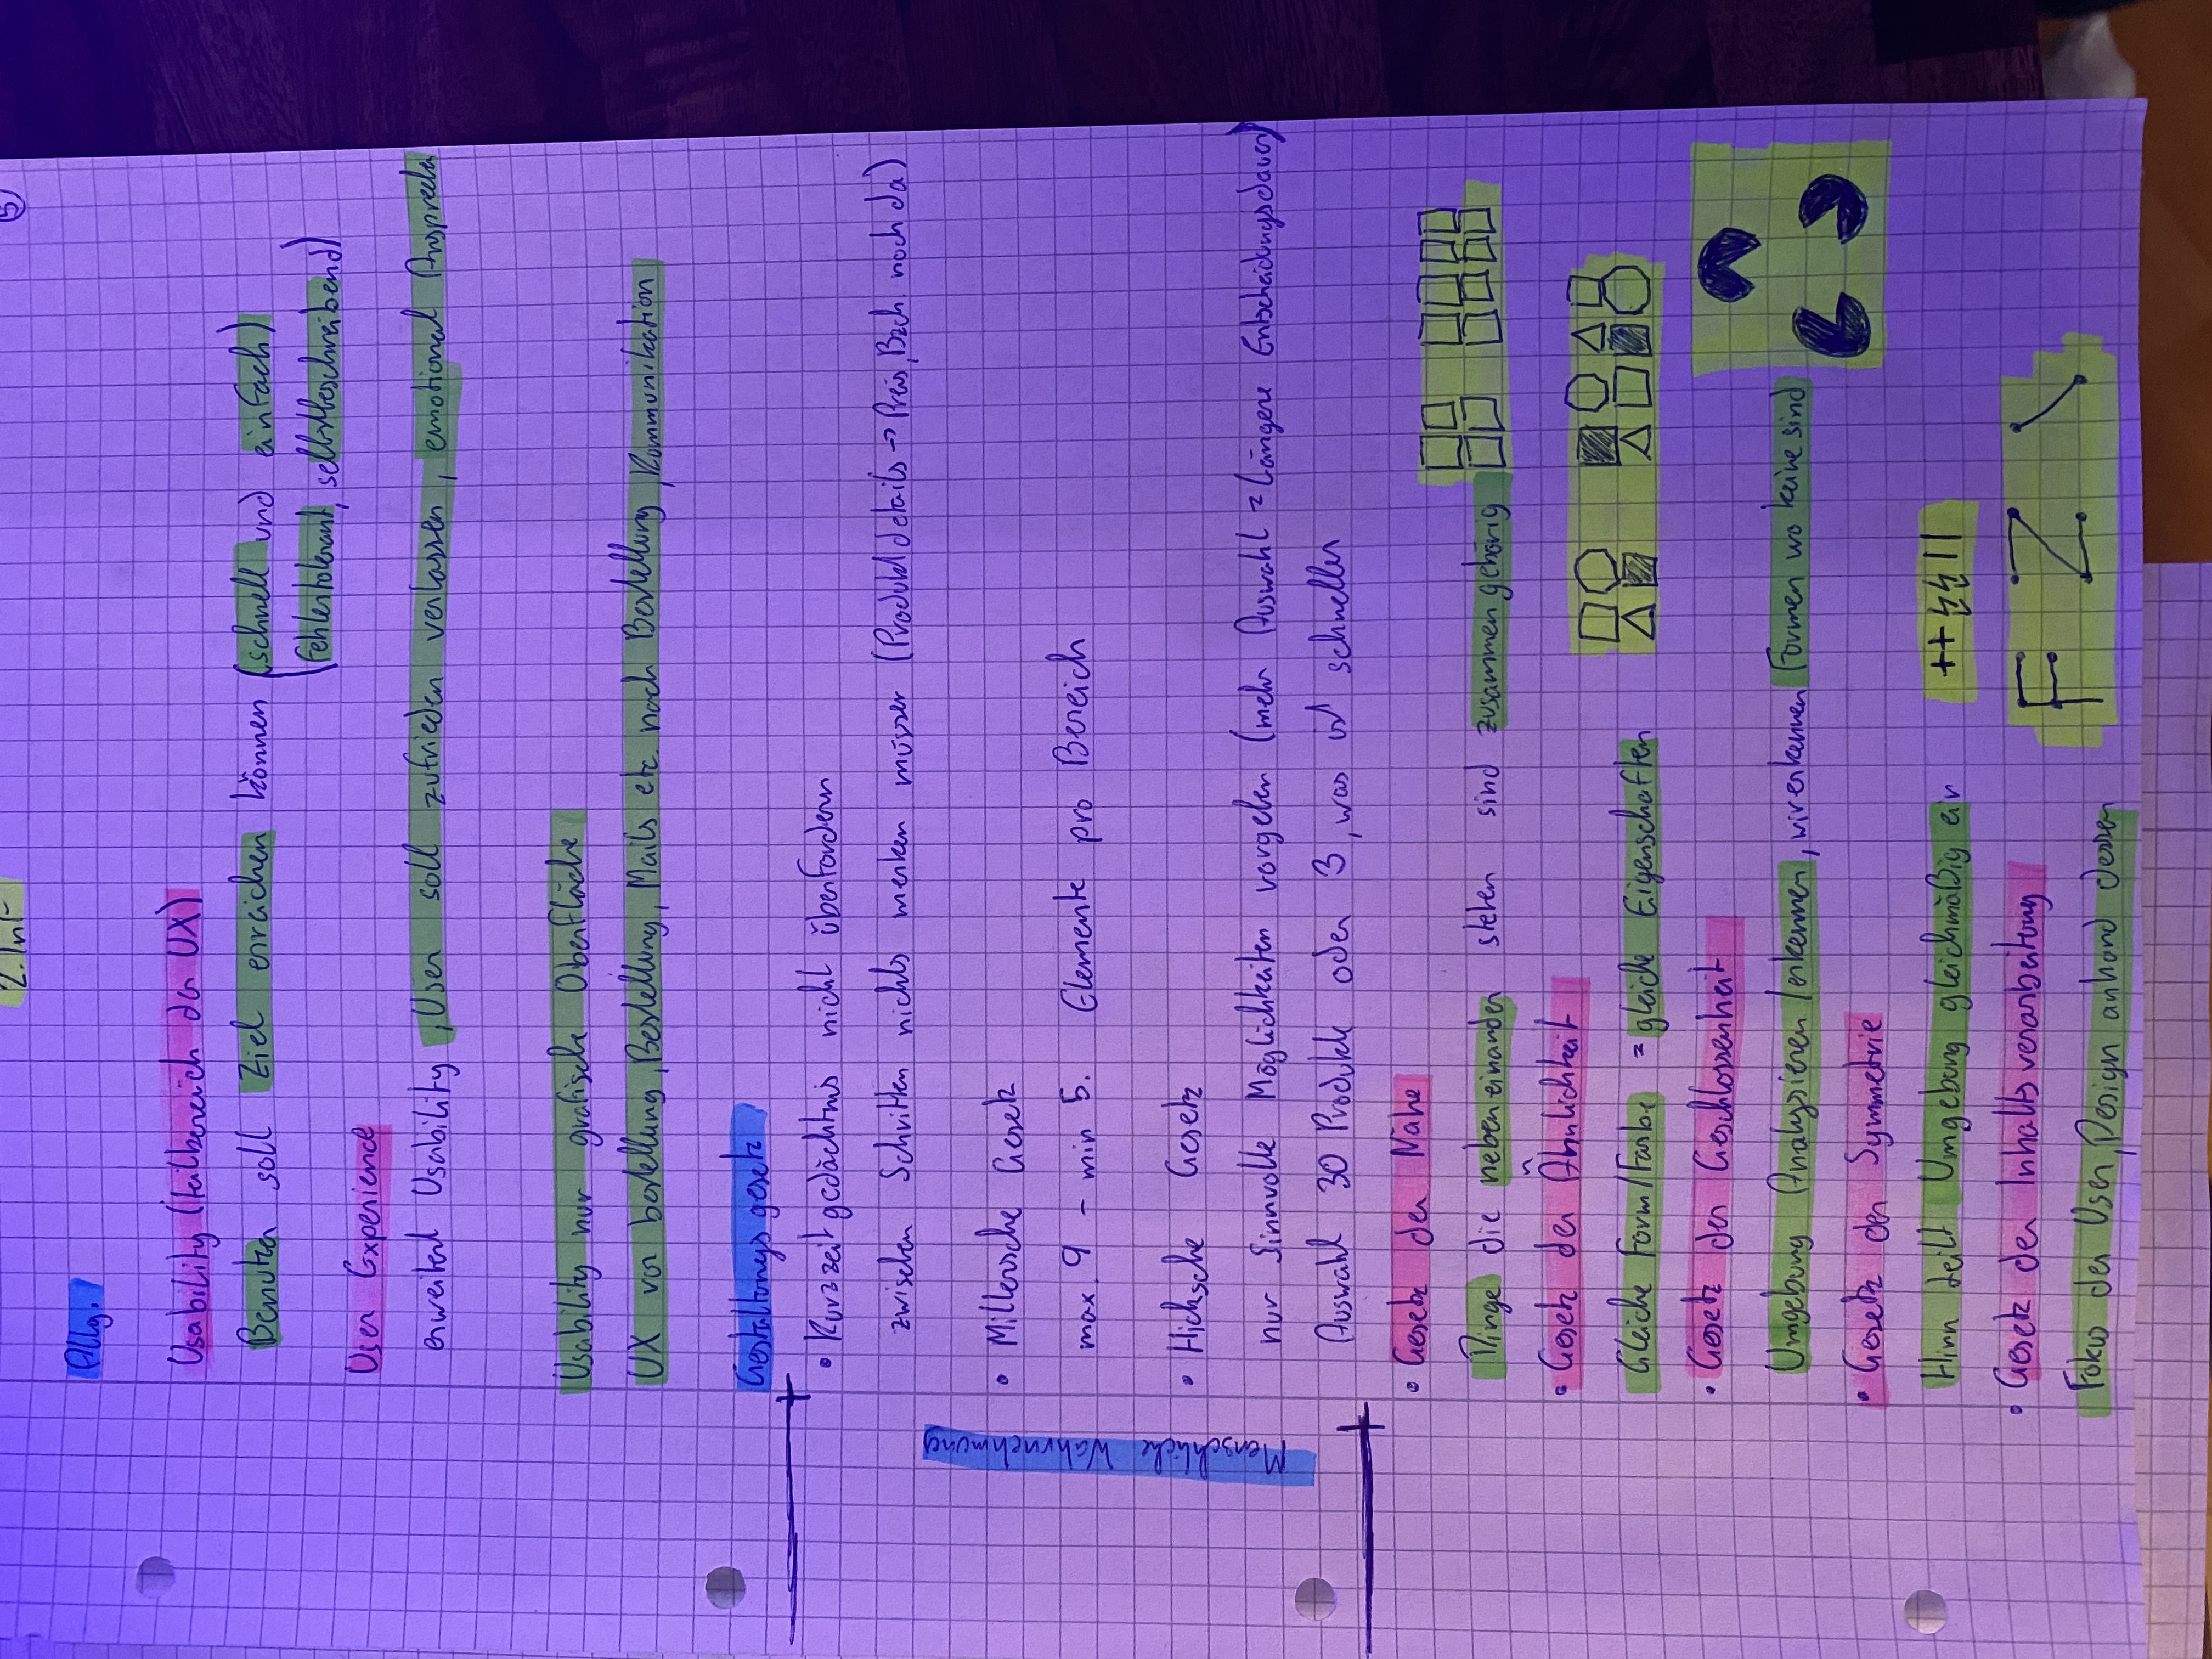 2. Inf
5
Allg.
Usability (teilbereich der UX)
Benutzer soll Ziel erreichen können (schnell und einfach)
(fehlertolerant, selbstbeschreibend)
User Experience
erweitert Usability, User soll zufrieden verlassen, emotional Ansprechen
Usability nur grafische Oberfläche
UX vor bestellung, Bestellung, Mails etc. nach Bestellung, Kommunikation
Gestaltungsgesetz
• Kurzzeitgedächtnis nicht überfordern
zwischen Schritten nichts merken müssen (Produktdetails → Preis, Bzch. noch da)
Menschliche Wahrnehmung
• Millersche Gesetz
max. 9 - min 5. Elemente pro Bereich
• Hicksche Gesetz
nur Sinnvolle Möglichkeiten vorgeben (mehr Auswahl = Längere Entscheidungsdauer)
Auswahl 30 Produkte oder 3, was ist schneller
• Gesetz der Nähe
Dinge die nebeneinander stehen sind zusammengehörig
• Gesetz der Ähnlichkeit
Gleiche Form/Farbe = gleiche Eigenschaften
• Gesetz der Geschlossenheit
Umgebung Analysieren/erkennen, wir erkennen Formen wo keine sind
• Gesetz der Symmetrie
Hirn teilt Umgebung gleichmäßig ein
• Gesetz der Inhaltsverarbeitung
F Z \
Fokus der User, Design anhand dessen